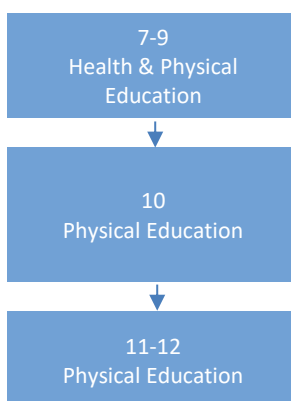 7-9
Health & Physical
Education
10
Physical Education
11-12
Physical Education